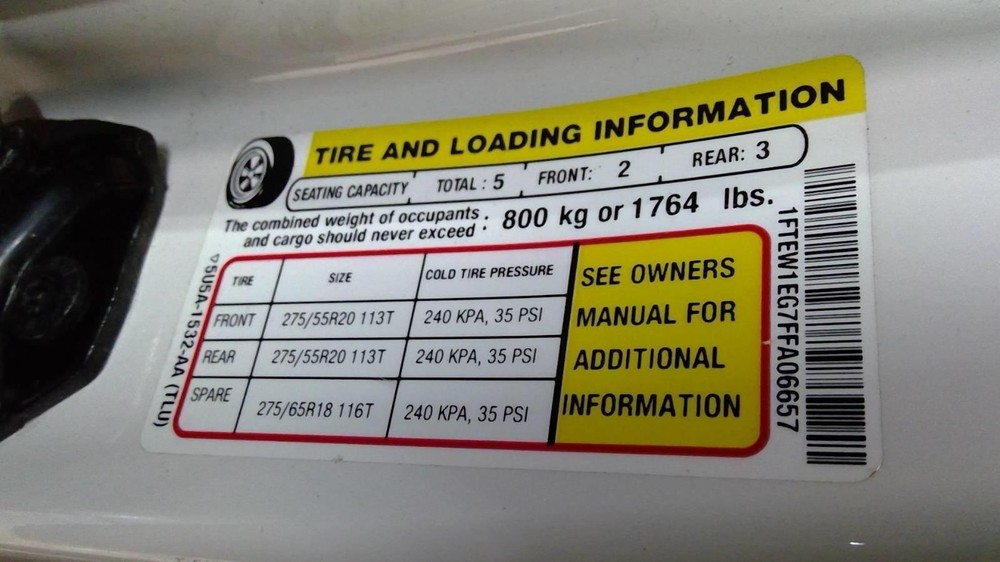 TIRE AND LOADING INFORMATION
SEATING CAPACITY TOTAL : 5 FRONT: 2 REAR: 3
The combined weight of occupants
and cargo should never exceed : 800 kg or 1764 lbs.
TIRE SIZE COLD TIRE PRESSURE
FRONT 275/55R20 113T 240 KPA, 35 PSI
REAR 275/55R20 113T 240 KPA, 35 PSI
SPARE 275/65R18 116T 240 KPA, 35 PSI
SEE OWNERS
MANUAL FOR
ADDITIONAL
INFORMATION
5U5A-1532-AA (TLU)
1FTEW1EG7FFA06657